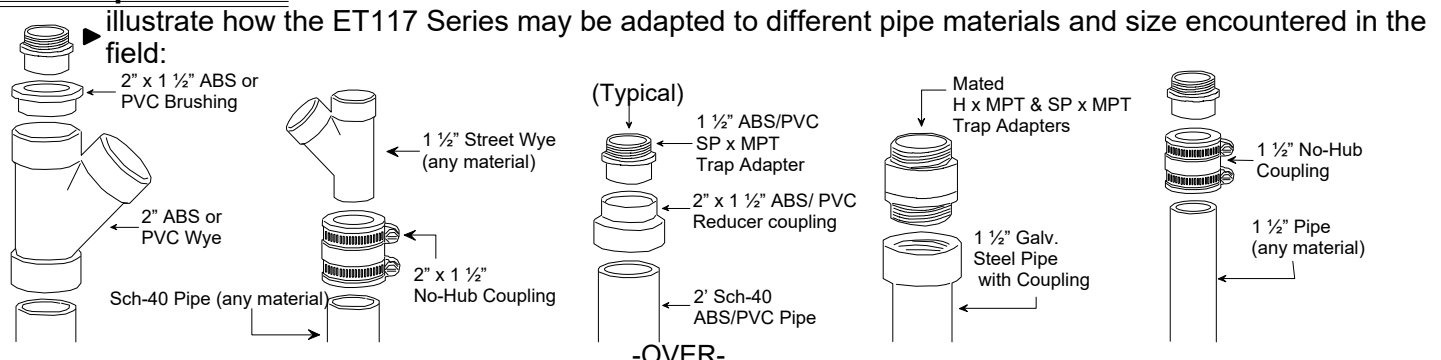 illustrate how the ET117 Series may be adapted to different pipe materials and size encountered in the
field:
2” x 1 ½” ABS or
PVC Brushing
2” ABS or
PVC Wye
1 ½” Street Wye
(any material)
2” x 1 ½”
No-Hub Coupling
Sch-40 Pipe (any material)
(Typical)
1 ½” ABS/PVC
SP x MPT
Trap Adapter
2” x 1 ½” ABS/ PVC
Reducer coupling
2’ Sch-40
ABS/PVC Pipe
Mated
H x MPT & SP x MPT
Trap Adapters
1 ½” Galv.
Steel Pipe
with Coupling
1 ½” No-Hub
Coupling
1 ½” Pipe
(any material)
-OVER-